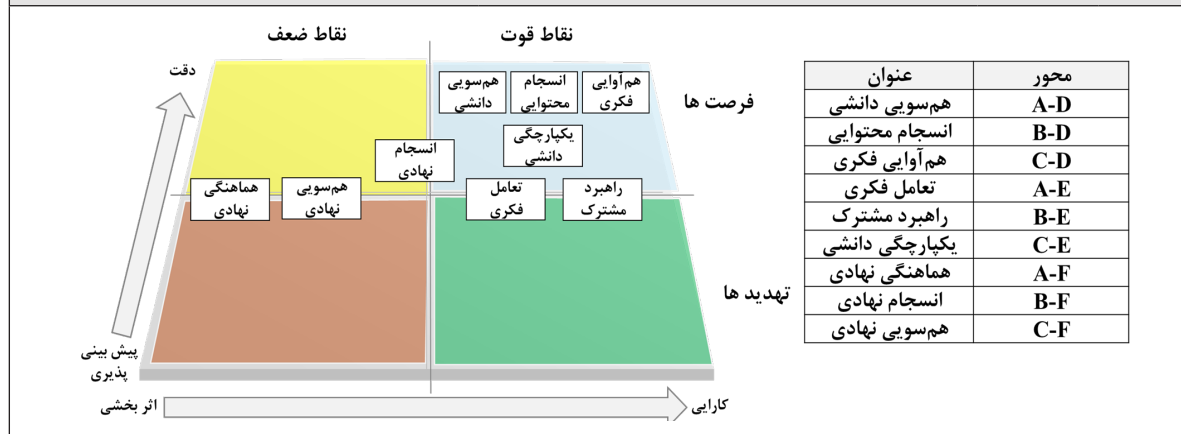 نقاط قوت
نقاط ضعف
دقت
فرصت ها
هم‌آوایی
فکری
انسجام
محتوایی
هم‌سویی
دانشی
یکپارچگی
دانشی
انسجام
نهادی
راهبرد
مشترک
تعامل
فکری
هم‌سویی
نهادی
هماهنگی
نهادی
تهدید ها
پیش بینی
پذیری
اثر بخشی
کارایی
محور عنوان
A-D هم‌سویی دانشی
B-D انسجام محتوایی
C-D هم‌آوایی فکری
A-E تعامل فکری
B-E راهبرد مشترک
C-E یکپارچگی دانشی
A-F هماهنگی نهادی
B-F انسجام نهادی
C-F هم‌سویی نهادی